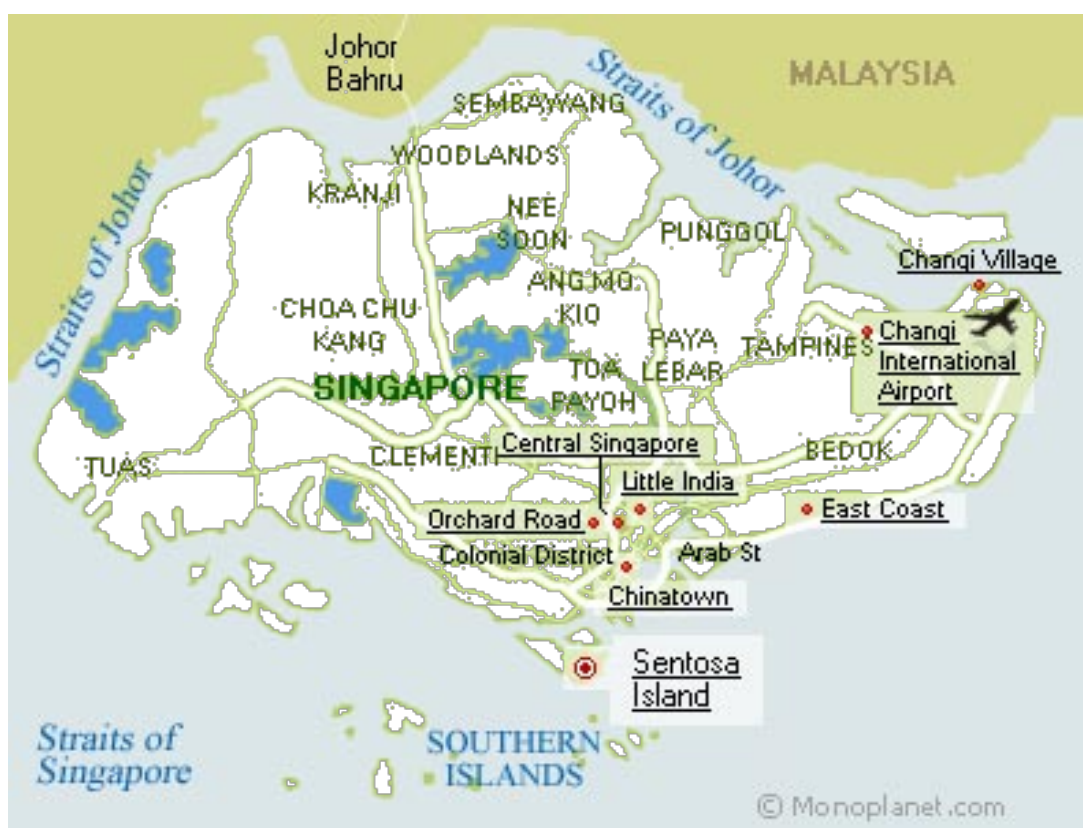 Johor
Bahru
MALAYSIA
Straits of Johor
SEMBAWANG
WOODLANDS
Straits of Johor
KRANJI
NEE
SOON
PUNGGOL
Changi Village
ANG MO
KIO
CHOA CHU
KANG
PAYA
LEBAR
TAMPINES
Changi
International
Airport
TOA
PAYOH
SINGAPORE
Central Singapore
CLEMENTI
BEDOK
TUAS
Little India
Orchard Road
East Coast
Colonial District
Arab St
Chinatown
Sentosa
Island
Straits of
Singapore
SOUTHERN
ISLANDS
© Monoplanet.com